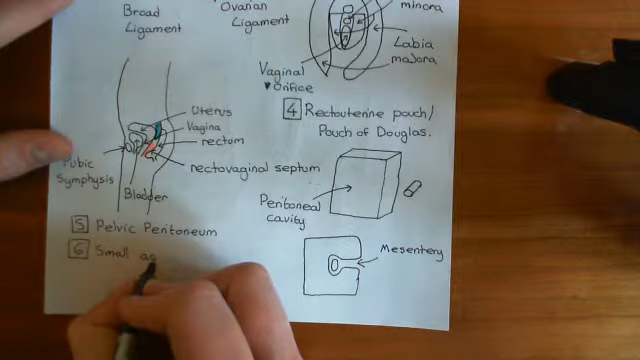 Broad
Ligament
Ovarian
Ligament
minora
Labia
majora
Vaginal
Orifice
4 Rectouterine pouch/
Pouch of Douglas.
Uterus
Vagina
rectum
rectovaginal septum
Pubic
Symphysis
Bladder
Peritoneal
cavity
5 Pelvic Peritoneum
6 Small as
Mesentery